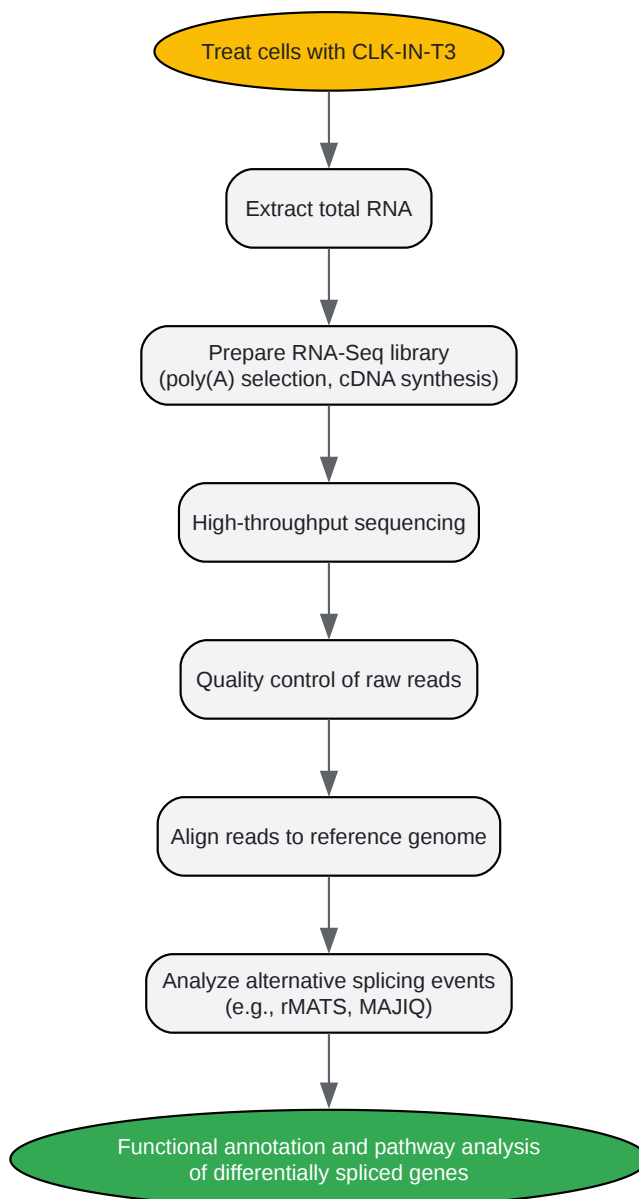 Treat cells with CLK-IN-T3
Extract total RNA
Prepare RNA-Seq library
(poly(A) selection, cDNA synthesis)
High-throughput sequencing
Quality control of raw reads
Align reads to reference genome
Analyze alternative splicing events
(e.g., rMATS, MAJIQ)
Functional annotation and pathway analysis
of differentially spliced genes